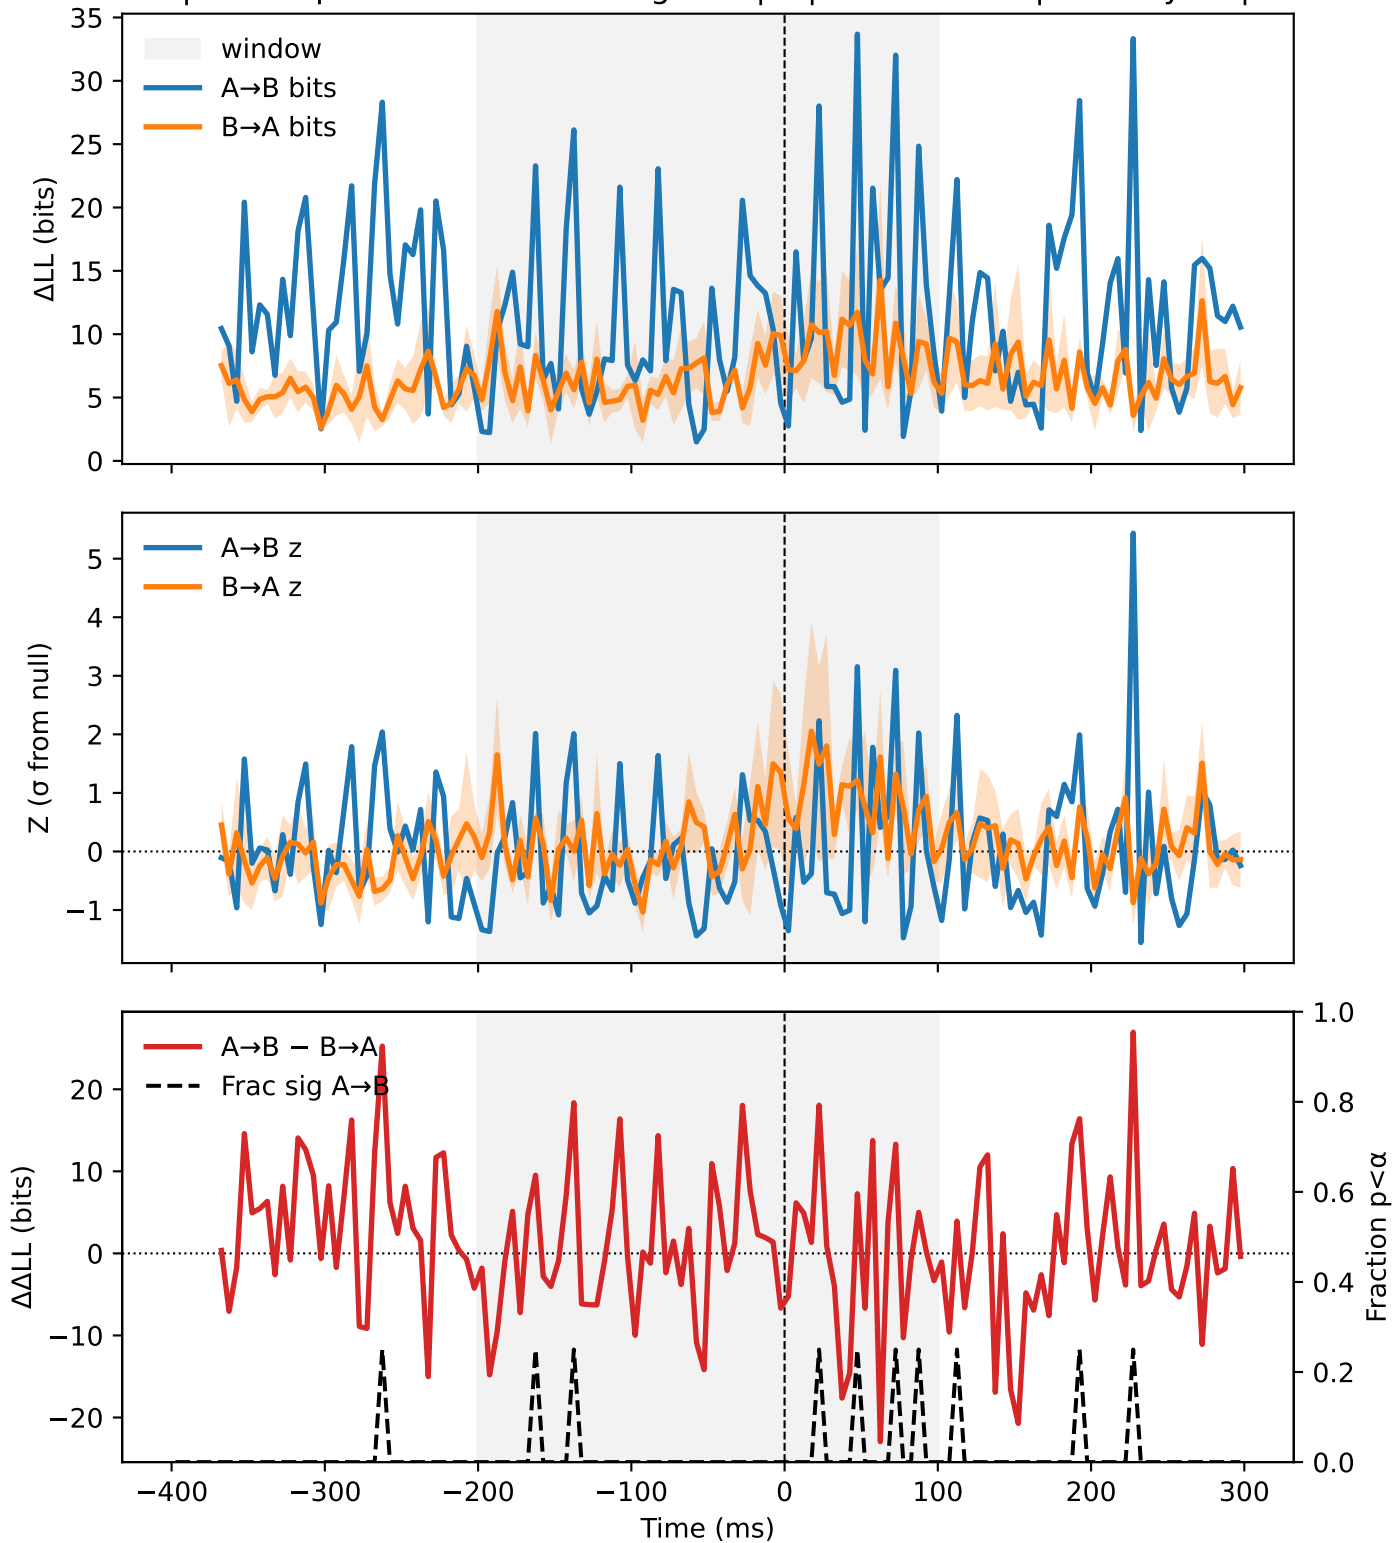 35
30
25
20
15
10
5
0
ΔLL (bits)
window
A→B bits
B→A bits
5
4
3
2
1
0
−1
Z (σ from null)
A→B z
B→A z
20
10
0
−10
−20
ΔΔLL (bits)
A→B − B→A
Frac sig A→B
1.0
0.8
0.6
0.4
0.2
0.0
Fraction p<α
−400 −300 −200 −100 0 100 200 300
Time (ms)